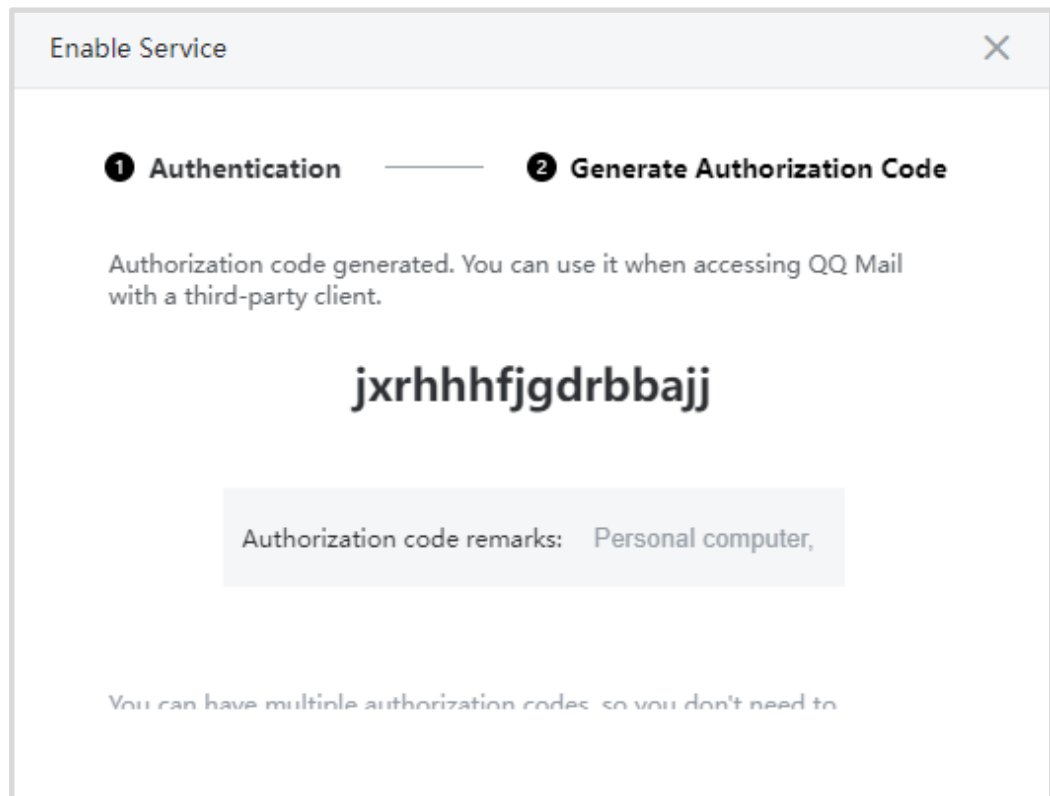 Enable Service
1 Authentication 2 Generate Authorization Code
Authorization code generated. You can use it when accessing QQ Mail
with a third-party client.
jxrhhhfjgdrbbajj
Authorization code remarks: Personal computer,
You can have multiple authorization codes, so you don't need to